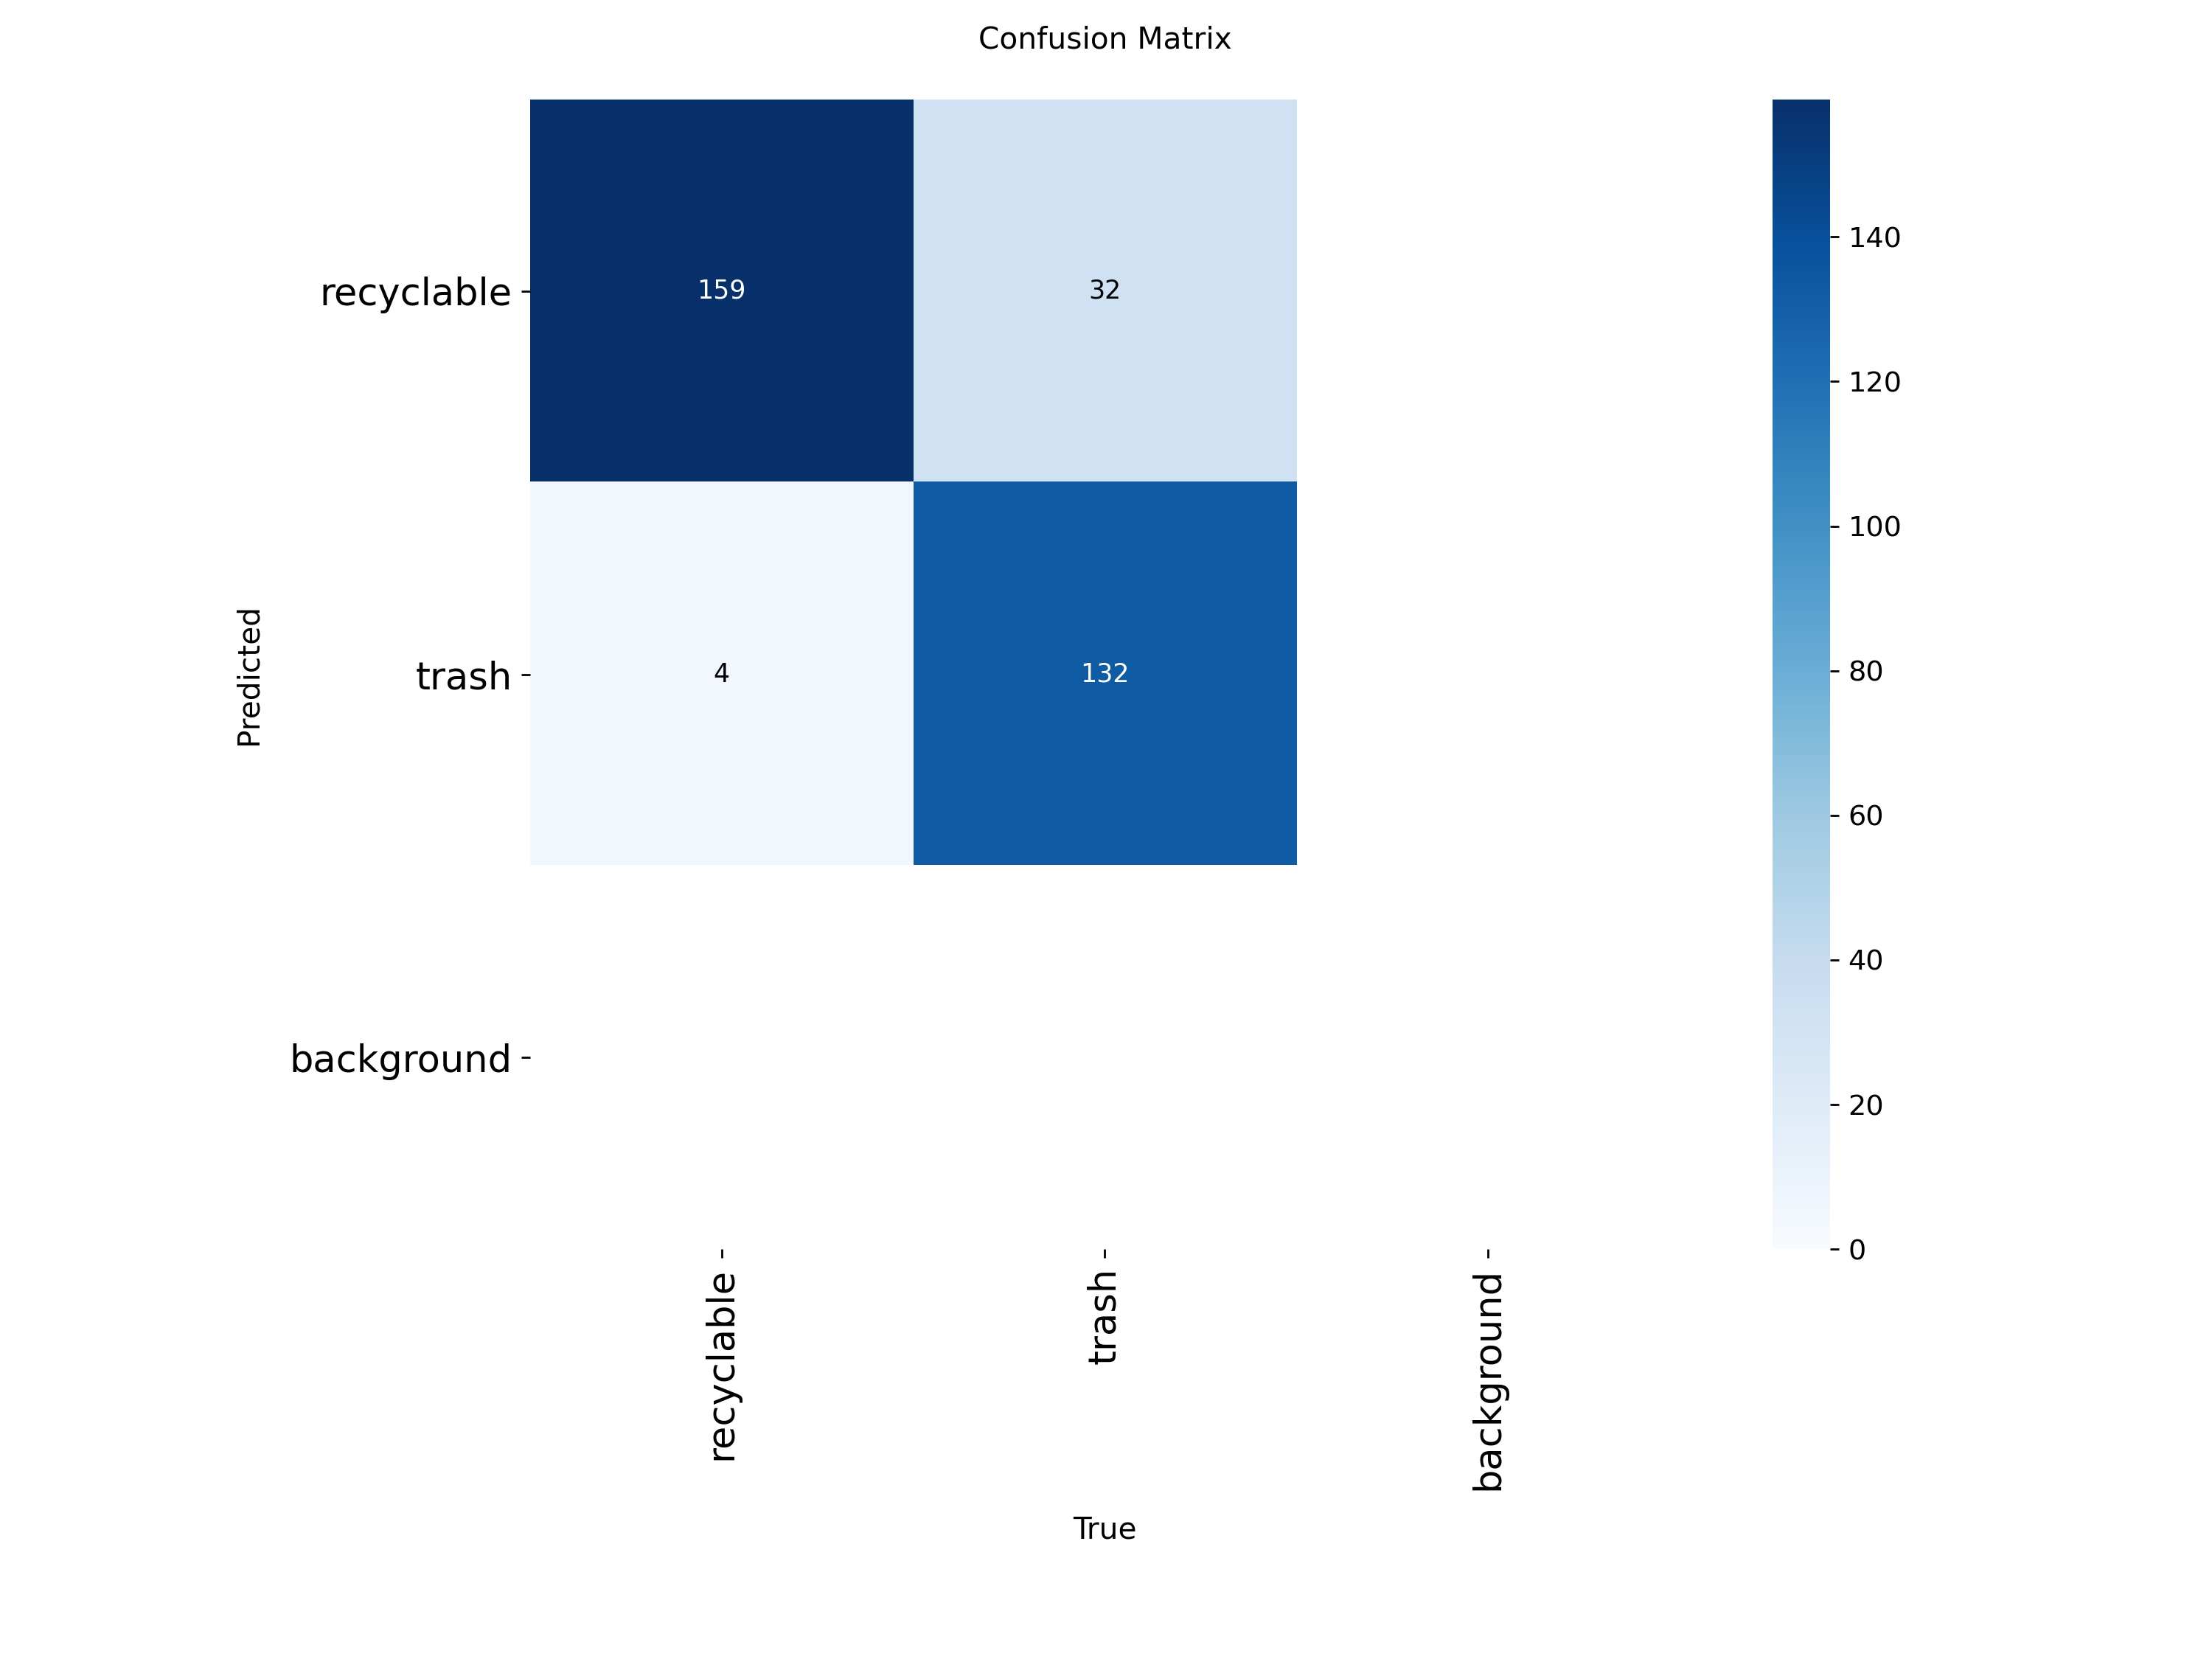 Confusion Matrix
recyclable
159
32
140
120
100
trash
4
132
80
Predicted
60
40
background
20
0
recyclable
trash
background
True